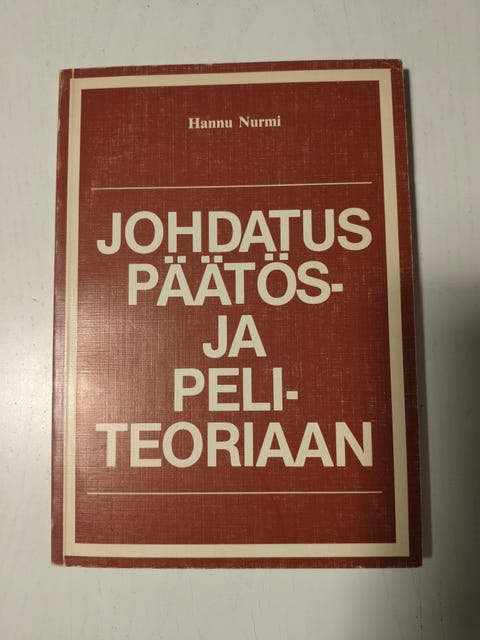 Hannu Nurmi
JOHDATUS
PÄÄTÖS-
JA
PELI-
TEORIAAN